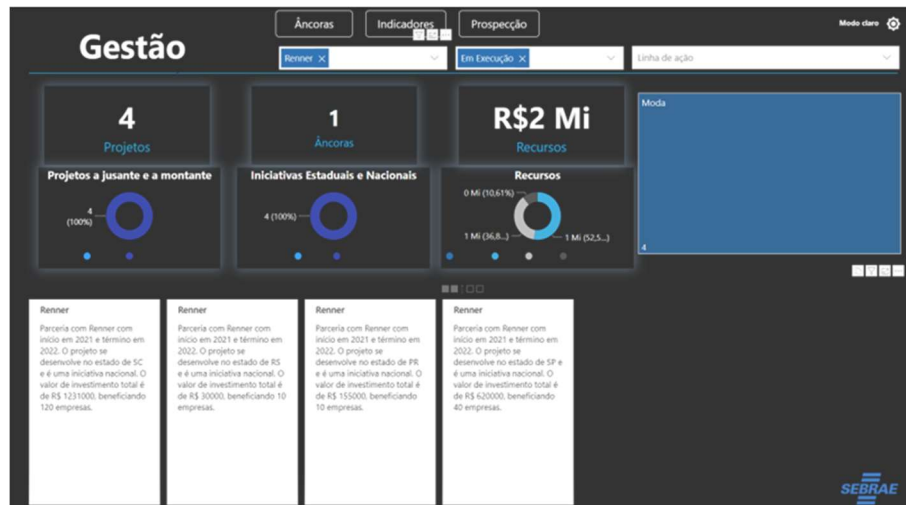 Gestão
Âncoras
Indicadores
Prospecção
Modo claro
Renner ×
Em Execução ×
Linha de ação
4
Projetos
1
Âncoras
R$2 Mi
Recursos
Moda
4
Projetos a jusante e a montante
4
(100%)
Iniciativas Estaduais e Nacionais
4 (100%)
Recursos
0 Mi (10,61%)
1 Mi (36,8...)
1 Mi (52,5...)
Renner
Parceria com Renner com
início em 2021 e término em
2022. O projeto se
desenvolve no estado de SC
e é uma iniciativa nacional. O
valor de investimento total é
de R$ 1231000, beneficiando
120 empresas.
Renner
Parceria com Renner com
início em 2021 e término em
2022. O projeto se
desenvolve no estado de RS
e é uma iniciativa nacional. O
valor de investimento total é
de R$ 30000, beneficiando 10
empresas.
Renner
Parceria com Renner com
início em 2021 e término em
2022. O projeto se
desenvolve no estado de PR
e é uma iniciativa nacional. O
valor de investimento total é
de R$ 155000, beneficiando
10 empresas.
Renner
Parceria com Renner com
início em 2021 e término em
2022. O projeto se
desenvolve no estado de SP e
é uma iniciativa nacional. O
valor de investimento total é
de R$ 620000, beneficiando
40 empresas.
SEBRAE